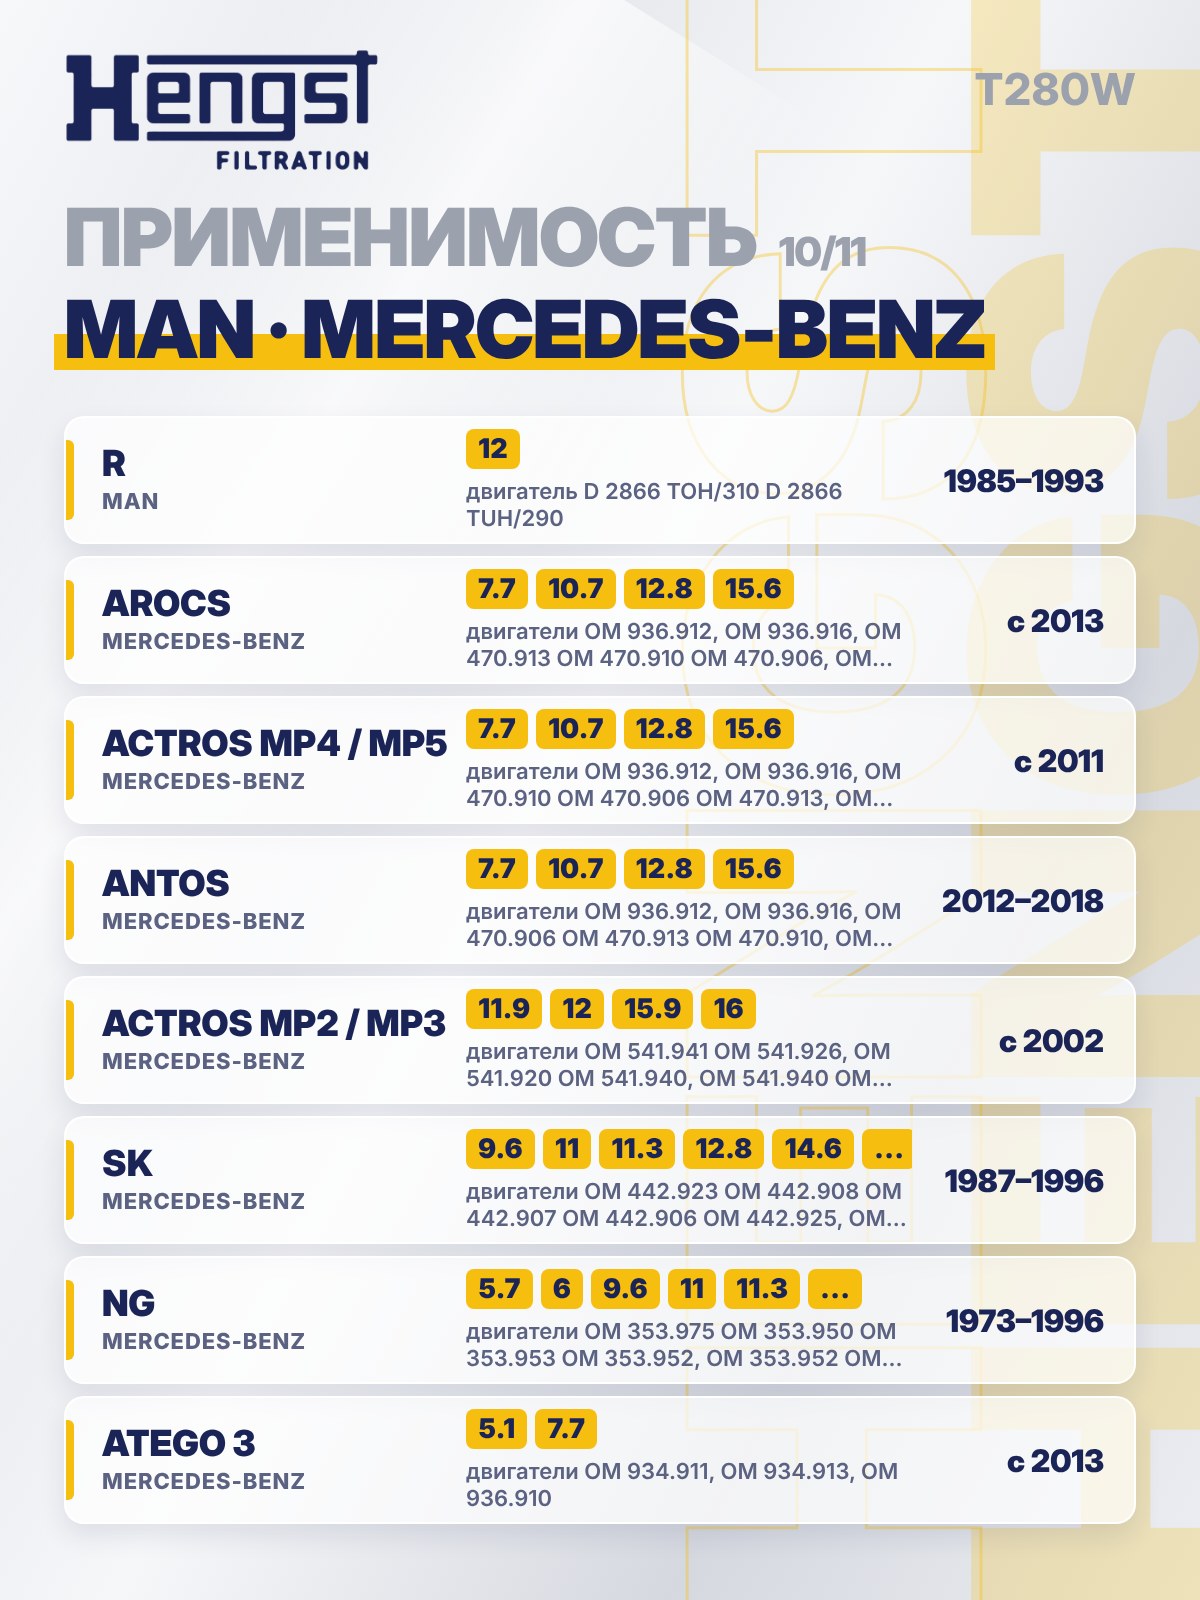 Hengst
FILTRATION
T280W
ПРИМЕНИМОСТЬ 10/11
MAN · MERCEDES-BENZ
R
MAN
12
двигатель D 2866 TOH/310 D 2866
TUH/290
1985–1993
AROCS
MERCEDES-BENZ
7.7 10.7 12.8 15.6
двигатели OM 936.912, OM 936.916, OM
470.913 OM 470.910 OM 470.906, OM...
с 2013
ACTROS MP4 / MP5
MERCEDES-BENZ
7.7 10.7 12.8 15.6
двигатели OM 936.912, OM 936.916, OM
470.910 OM 470.906 OM 470.913, OM...
с 2011
ANTOS
MERCEDES-BENZ
7.7 10.7 12.8 15.6
двигатели OM 936.912, OM 936.916, OM
470.906 OM 470.913 OM 470.910, OM...
2012–2018
ACTROS MP2 / MP3
MERCEDES-BENZ
11.9 12 15.9 16
двигатели OM 541.941 OM 541.926, OM
541.920 OM 541.940, OM 541.940 OM...
с 2002
SK
MERCEDES-BENZ
9.6 11 11.3 12.8 14.6 ...
двигатели OM 442.923 OM 442.908 OM
442.907 OM 442.906 OM 442.925, OM...
1987–1996
NG
MERCEDES-BENZ
5.7 6 9.6 11 11.3 ...
двигатели OM 353.975 OM 353.950 OM
353.953 OM 353.952, OM 353.952 OM...
1973–1996
ATEGO 3
MERCEDES-BENZ
5.1 7.7
двигатели OM 934.911, OM 934.913, OM
936.910
с 2013
HENGST
HENGST